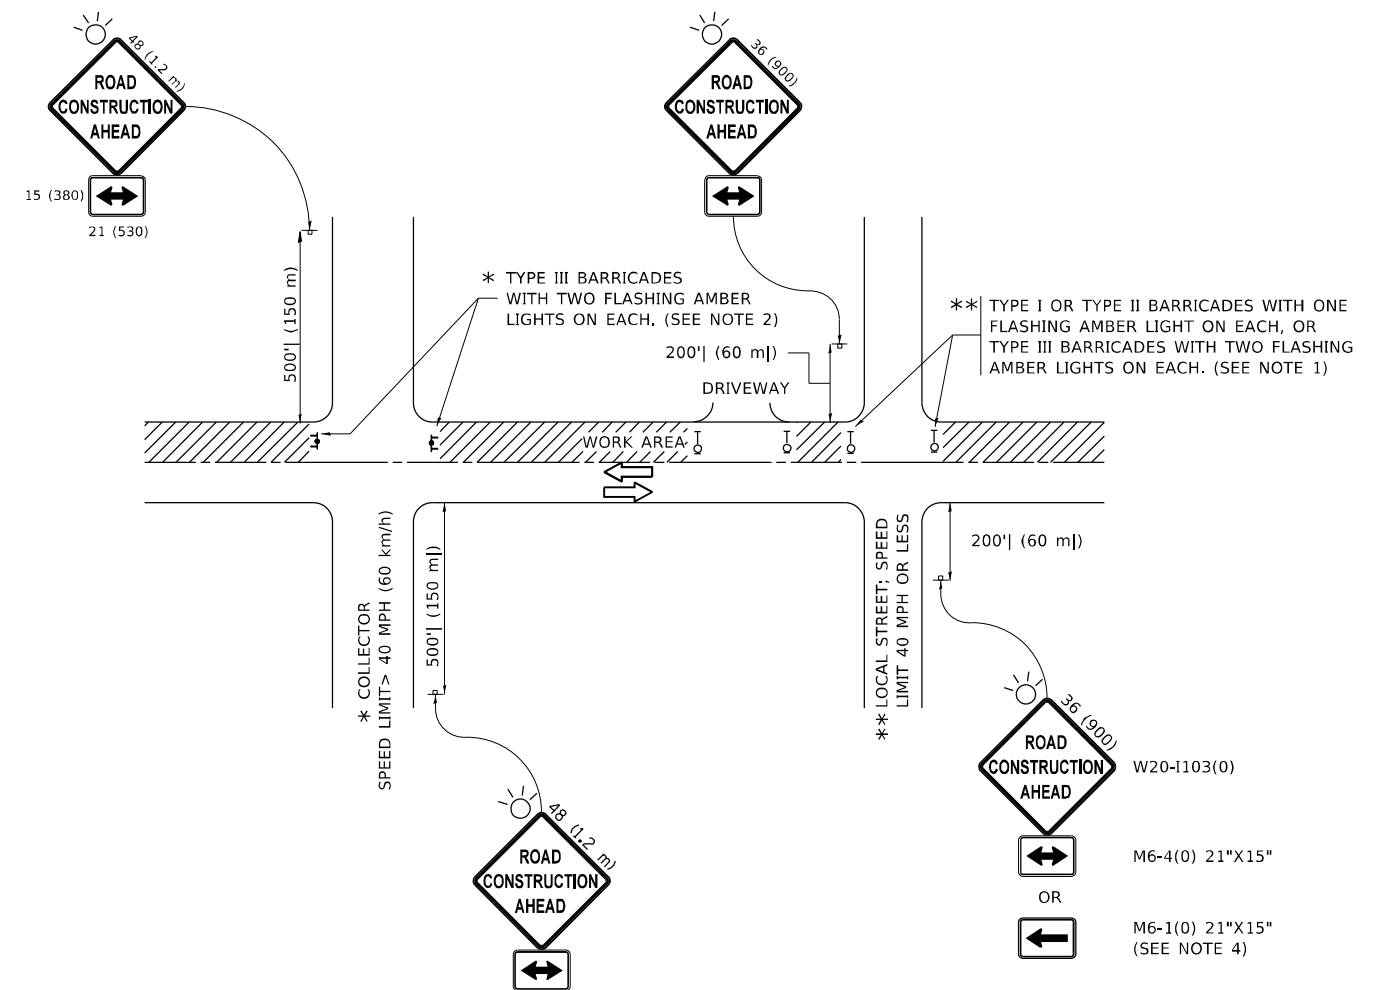 48 (1.2 m)
ROAD
CONSTRUCTION
AHEAD
15 (380)
21 (530)
36 (900)
ROAD
CONSTRUCTION
AHEAD
500'| (150 m)
* TYPE III BARRICADES
WITH TWO FLASHING AMBER
LIGHTS ON EACH. (SEE NOTE 2)
200'| (60 m|)
DRIVEWAY
** TYPE I OR TYPE II BARRICADES WITH ONE
FLASHING AMBER LIGHT ON EACH, OR
TYPE III BARRICADES WITH TWO FLASHING
AMBER LIGHTS ON EACH. (SEE NOTE 1)
WORK AREA
* COLLECTOR
SPEED LIMIT> 40 MPH (60 km/h)
500'| (150 m|)
** LOCAL STREET; SPEED
LIMIT 40 MPH OR LESS
200'| (60 m|)
48 (1.2 m)
ROAD
CONSTRUCTION
AHEAD
36 (900)
ROAD
CONSTRUCTION
AHEAD
W20-I103(0)
M6-4(0) 21"X15"
OR
M6-1(0) 21"X15"
(SEE NOTE 4)